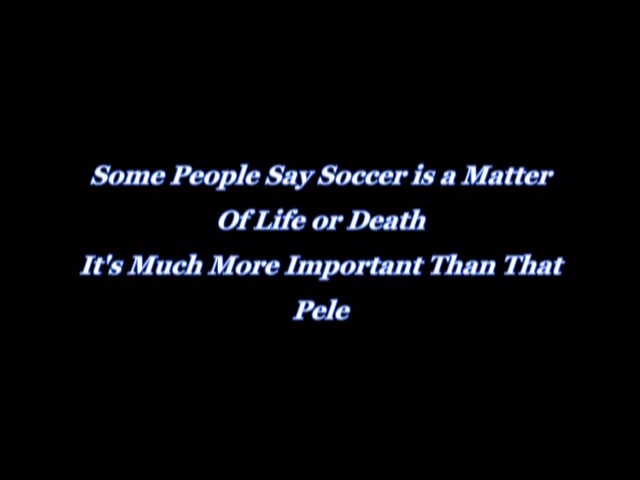 Some People Say Soccer is a Matter
Of Life or Death
It's Much More Important Than That
Pele